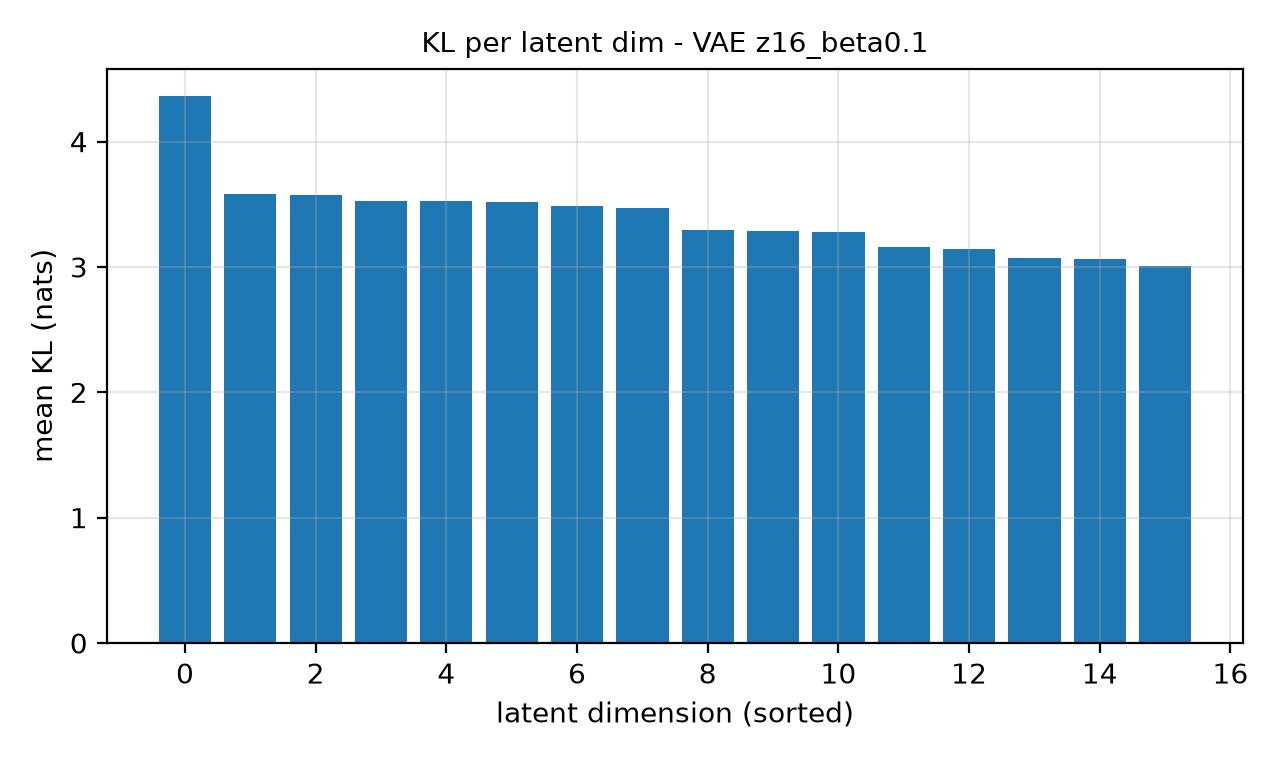 KL per latent dim - VAE z16_beta0.1
mean KL (nats)
4
3
2
1
0
0 2 4 6 8 10 12 14 16
latent dimension (sorted)